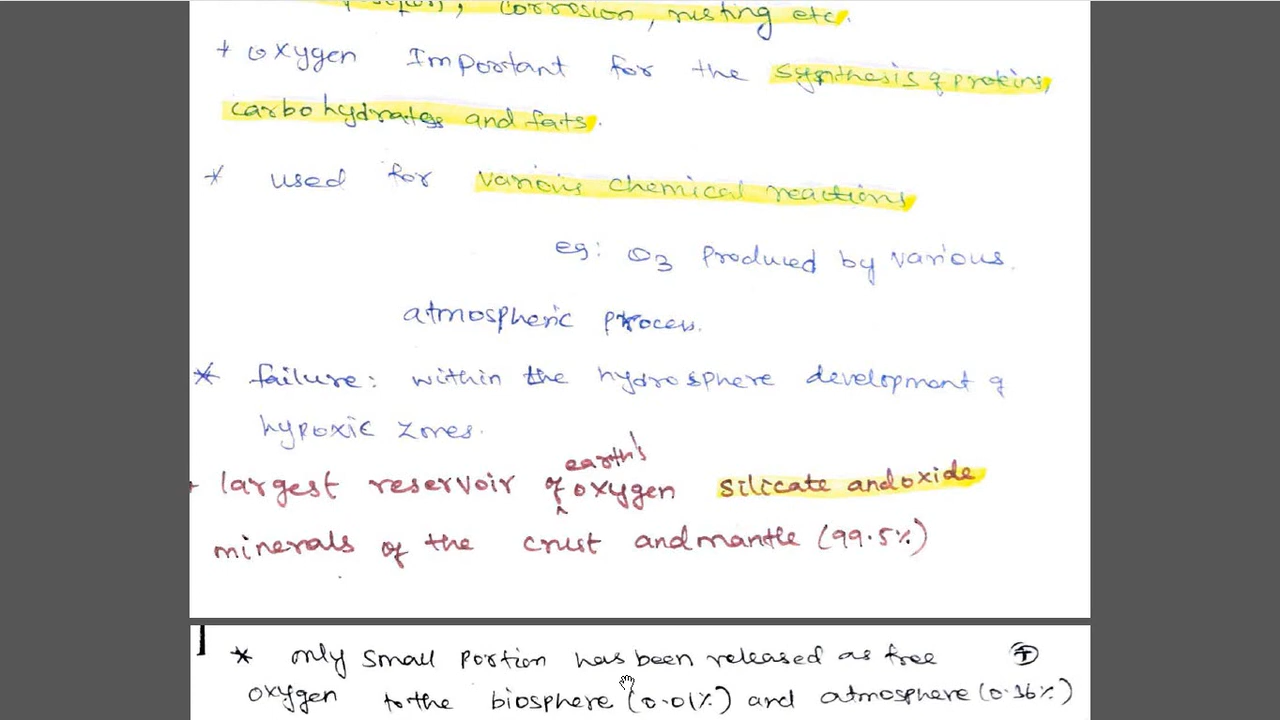 corrosion, rusting etc.
+ oxygen Important for the synthesis of proteins,
carbohydrates and fats.
* used for various chemical reactions
eg: O3 produced by various.
atmospheric process.
* failure: within the hydrosphere development of
hypoxic zones.
earth's
+ largest reservoir of ^ oxygen silicate and oxide
minerals of the crust and mantle (99.5%)
* only small portion has been released as free 7
oxygen to the biosphere (0.01%) and atmosphere (0.36%)